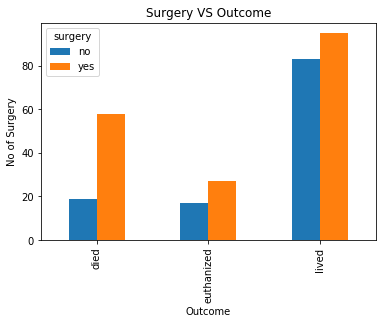 Surgery VS Outcome
surgery
no
yes
No of Surgery
80
60
40
20
0
died
euthanized
lived
Outcome